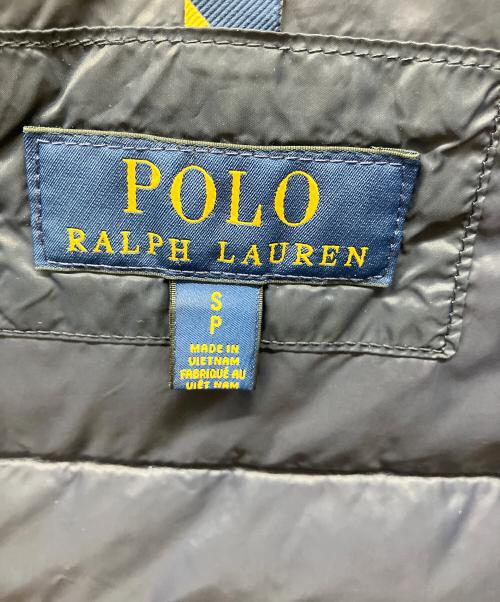 POLO
RALPH LAUREN
S
P
MADE IN
VIETNAM
FABRIQUÉ AU
VIÊT NAM